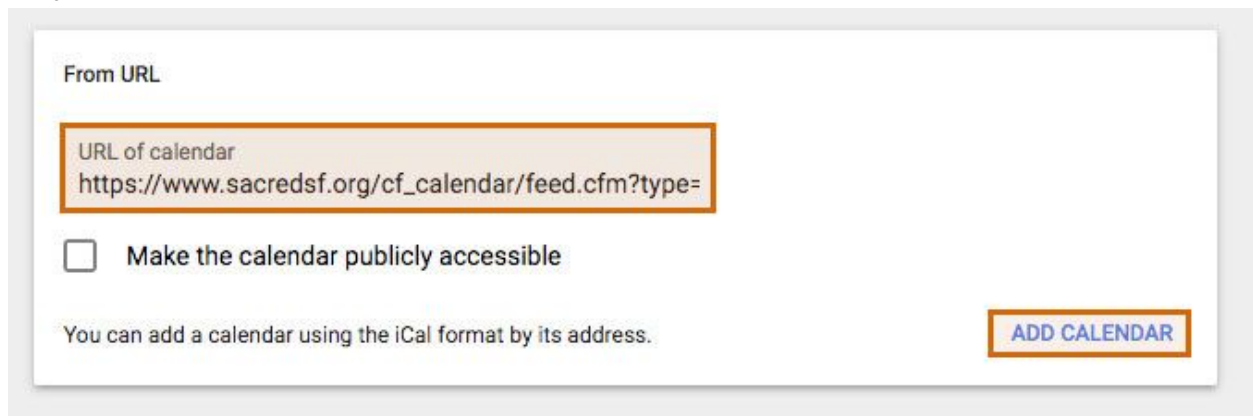 From URL
URL of calendar
https://www.sacredsf.org/cf_calendar/feed.cfm?type=
Make the calendar publicly accessible
You can add a calendar using the iCal format by its address.
ADD CALENDAR